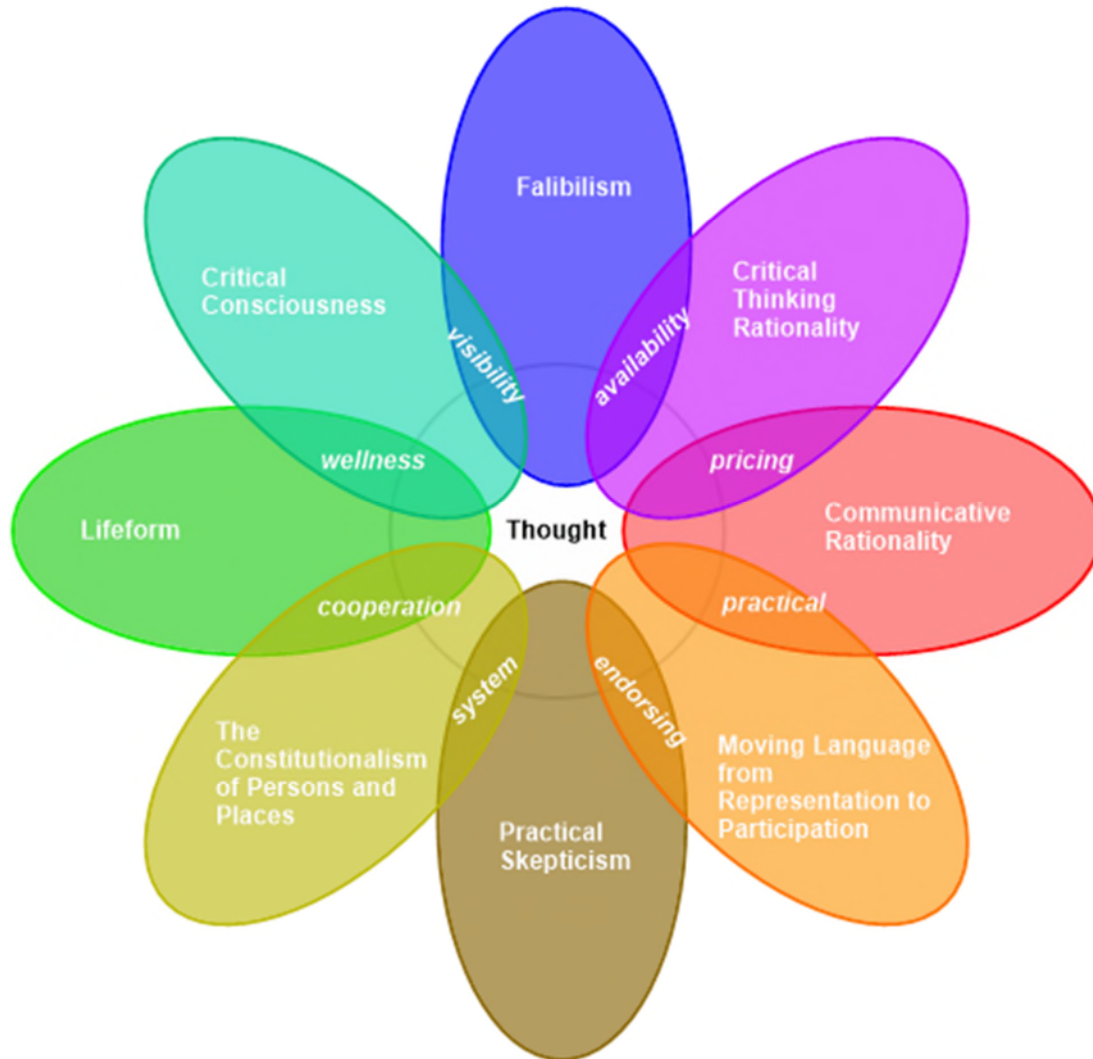 Falibilism
Critical
Consciousness
Critical
Thinking
Rationality
visibility
availability
wellness
pricing
Lifeform
Thought
Communicative
Rationality
cooperation
practical
system
endorsing
The
Constitutionalism
of Persons and
Places
Moving Language
from
Representation to
Participation
Practical
Skepticism